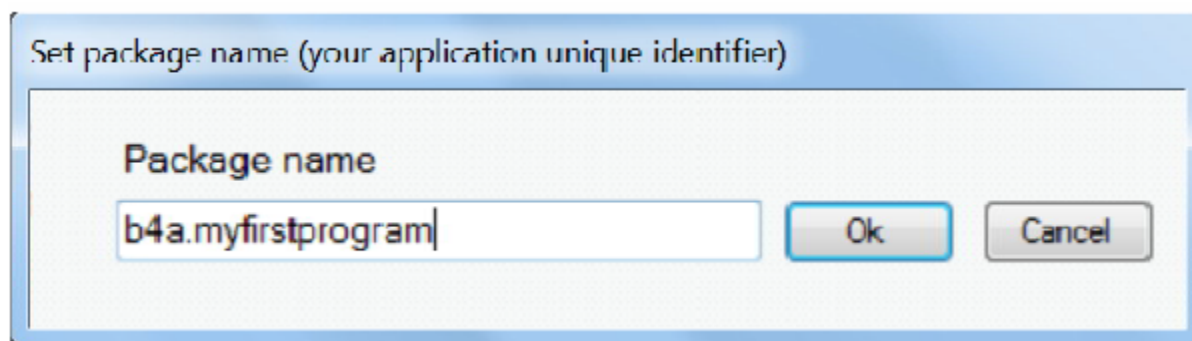 Set package name (your application unique identifier)
Package name
b4a.myfirstprogram
Ok
Cancel